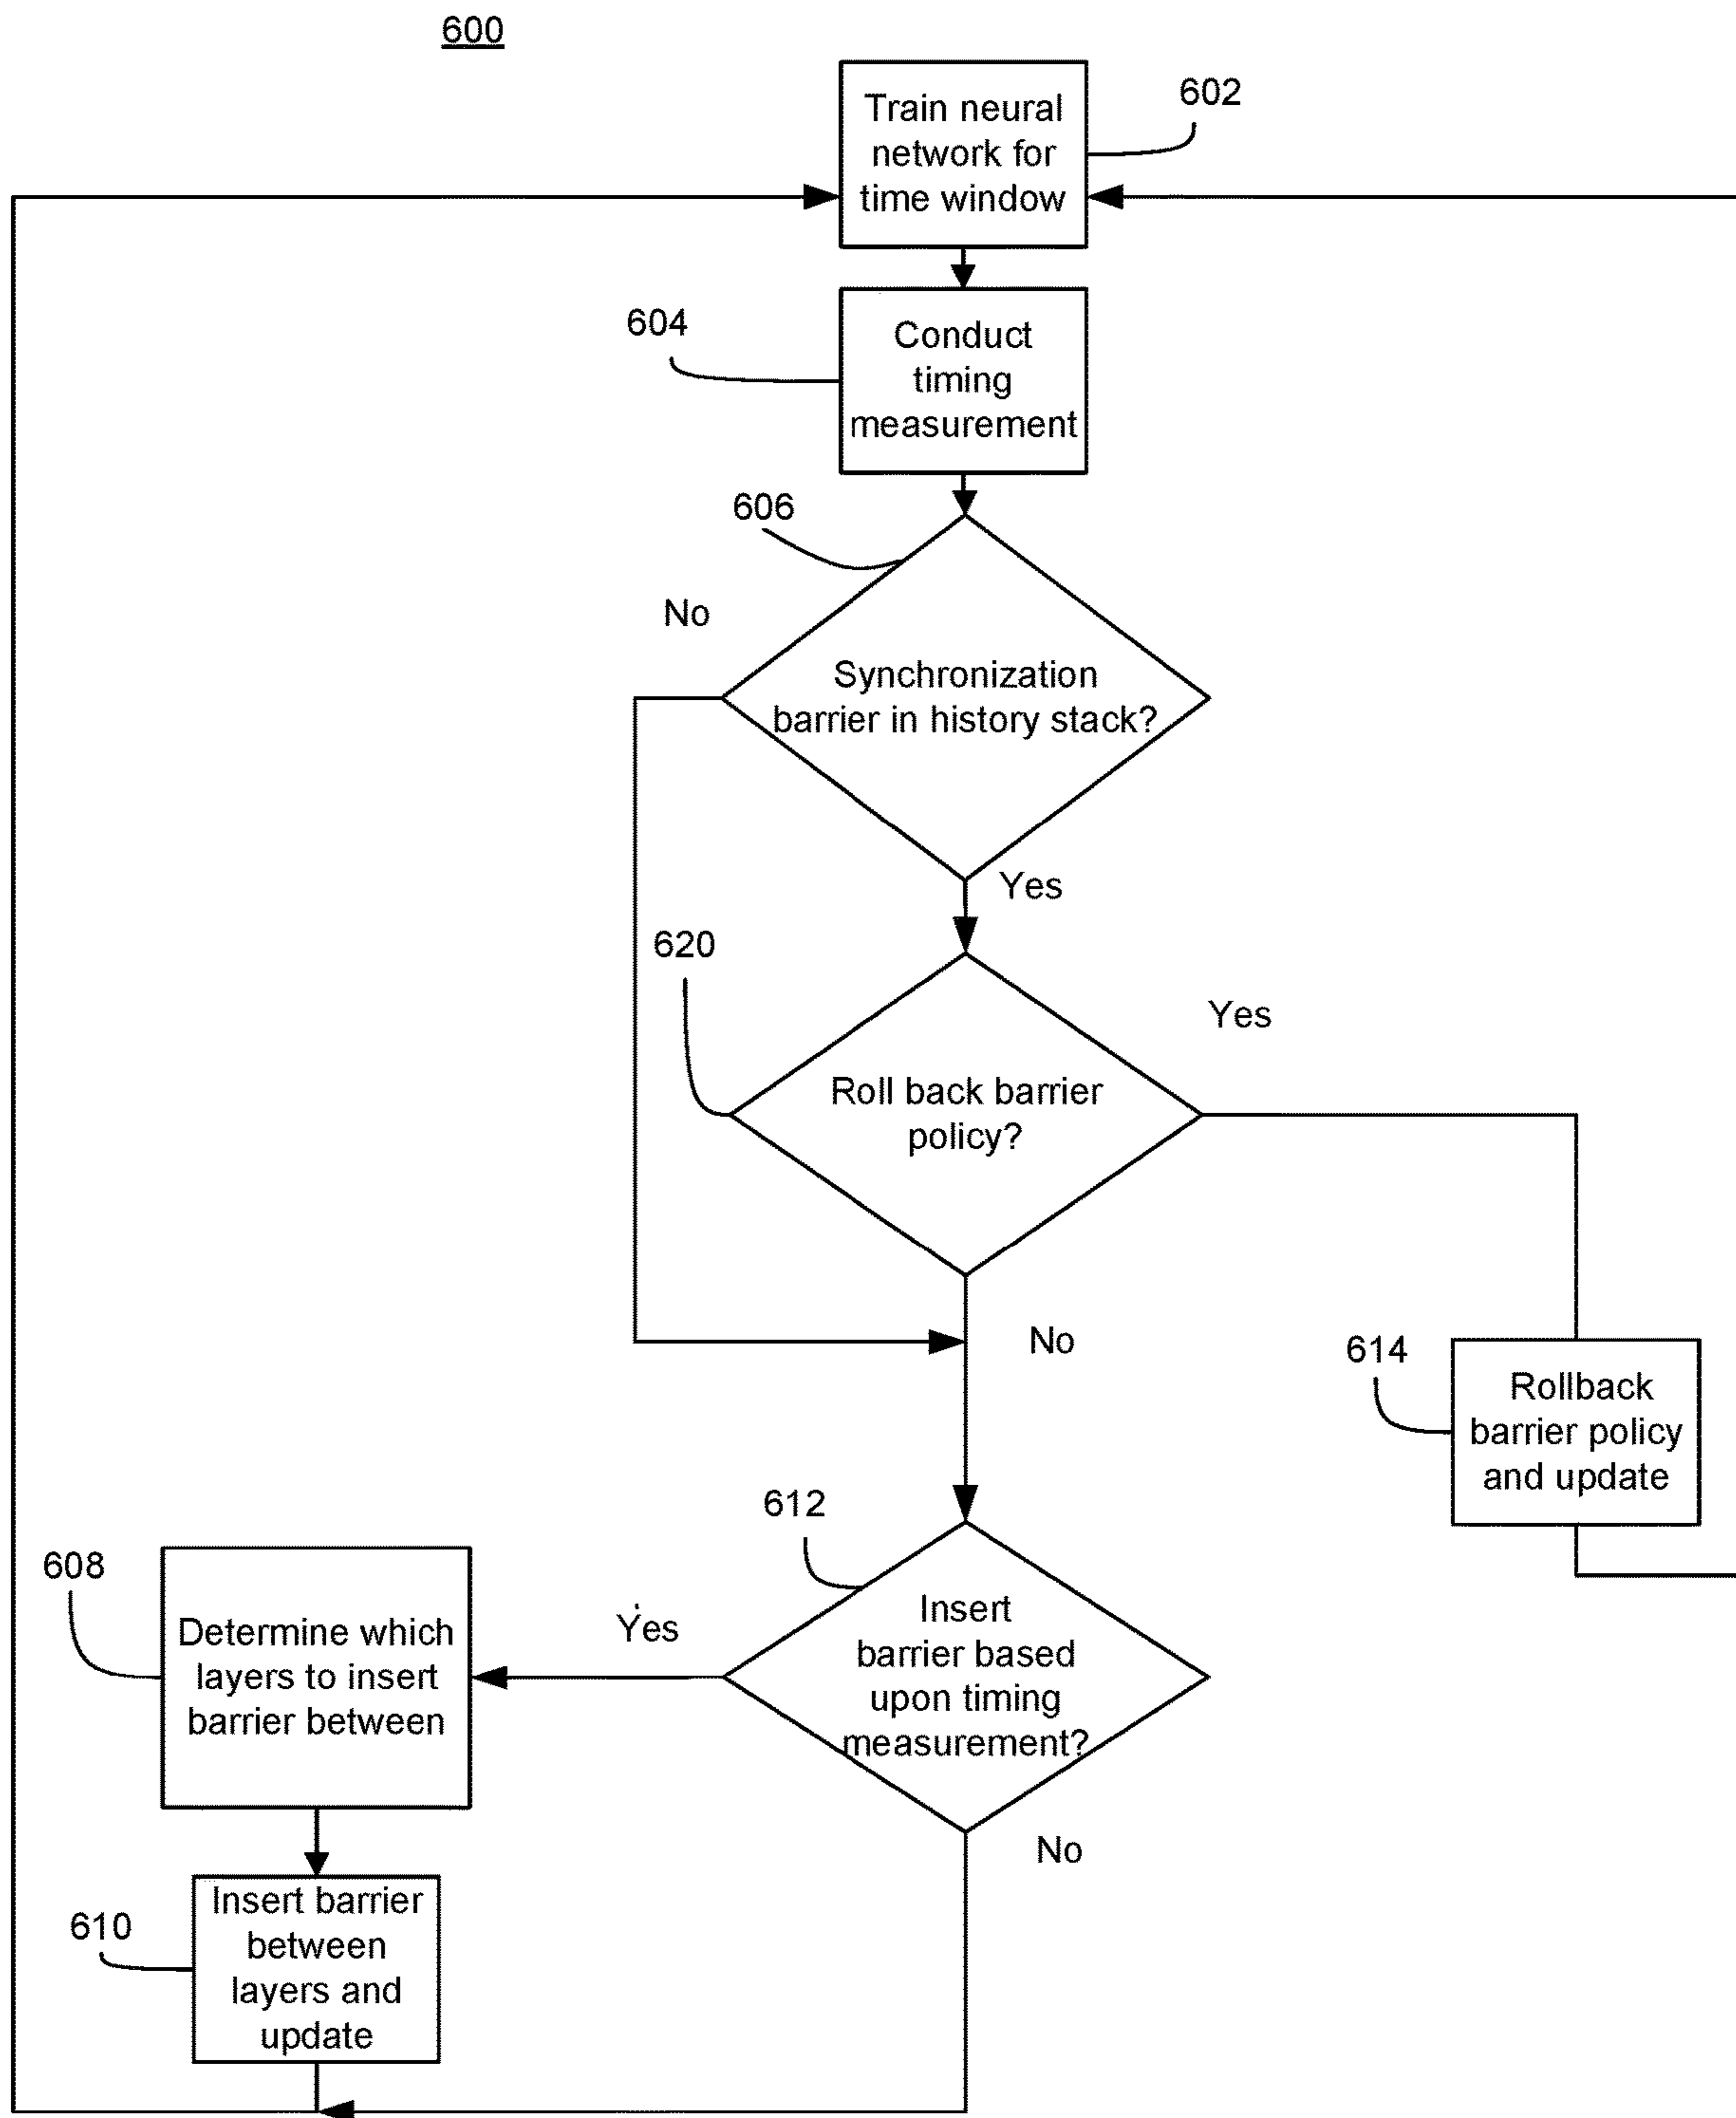 600
Train neural
network for
time window
602
604
Conduct
timing
measurement
606
No
Synchronization
barrier in history stack?
Yes
620
Yes
Roll back barrier
policy?
No
614
Rollback
barrier policy
and update
612
608
Determine which
layers to insert
barrier between
Yes
Insert
barrier based
upon timing
measurement?
No
610
Insert barrier
between
layers and
update